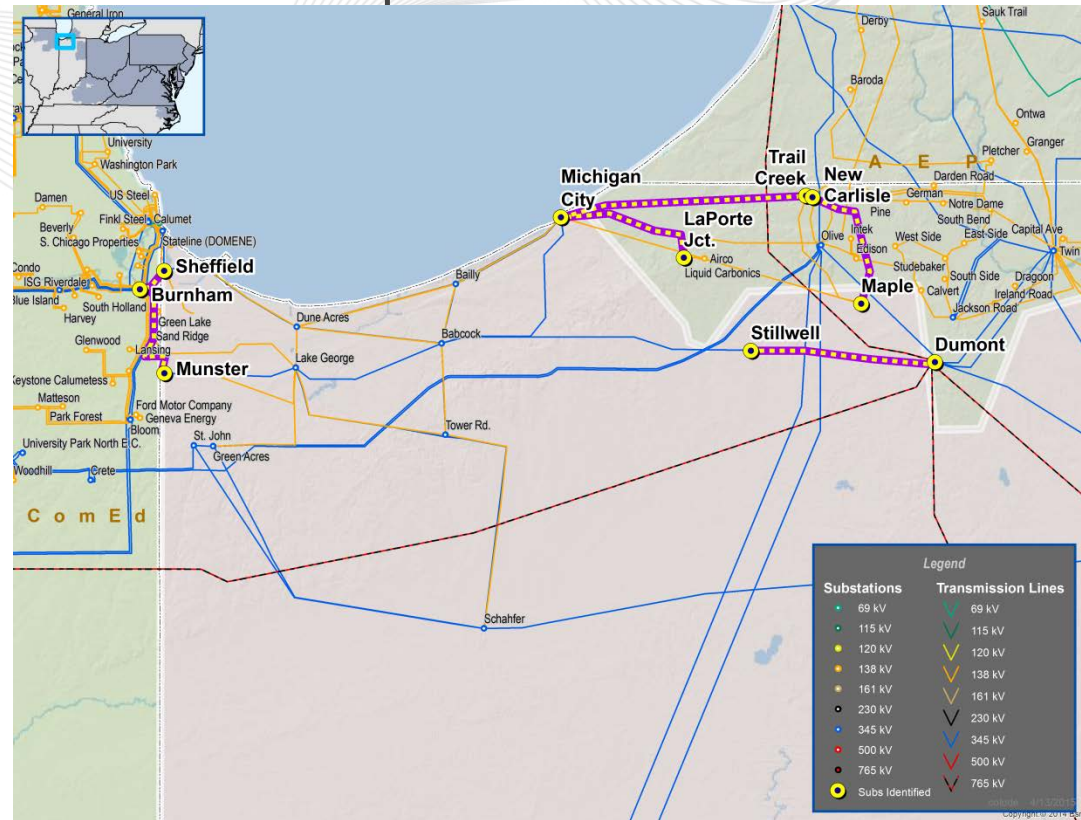 General Iron
University
Washington Park
Damen
US Steel
Beverly
Finkl Steel
Calumet
S. Chicago Properties
Stateline (DOMENE)
Condo
Sheffield
ISG Riverdale
Burnham
Blue Island
South Holland
Harvey
Green Lake
Sand Ridge
Glenwood
Lansing
Munster
Keystone Calumetess
Matteson
Ford Motor Company
Park Forest
Geneva Energy
Bloom
University Park North E.C.
St. John
Green Acres
Woodhill
Crete
C o m E d
Michigan
City
Bailly
Dune Acres
Babcock
Lake George
Tower Rd.
Schahfer
Sauk Trail
Derby
Baroda
Ontwa
Granger
Pletcher
A E P
Trail
Creek
New
Carlisle
Darden Road
German
Pine
Notre Dame
South Bend
LaPorte
Jct.
Olive
Intek
West Side
East Side
Capital Ave
Edison
Twin
Airco
Liquid Carbonics
Studebaker
South Side
Dragoon
Calvert
Ireland Road
Jackson Road
Maple
Stillwell
Dumont
Legend
Substations
69 kV
115 kV
120 kV
138 kV
161 kV
230 kV
345 kV
500 kV
765 kV
Subs Identified
Transmission Lines
69 kV
115 kV
120 kV
138 kV
161 kV
230 kV
345 kV
500 kV
765 kV
Copyright:© 2014 Esri